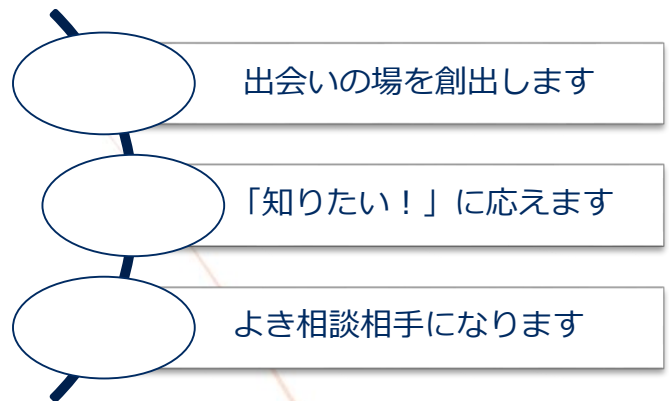 出会いの場を創出します
「知りたい！」に応えます
よき相談相手になります